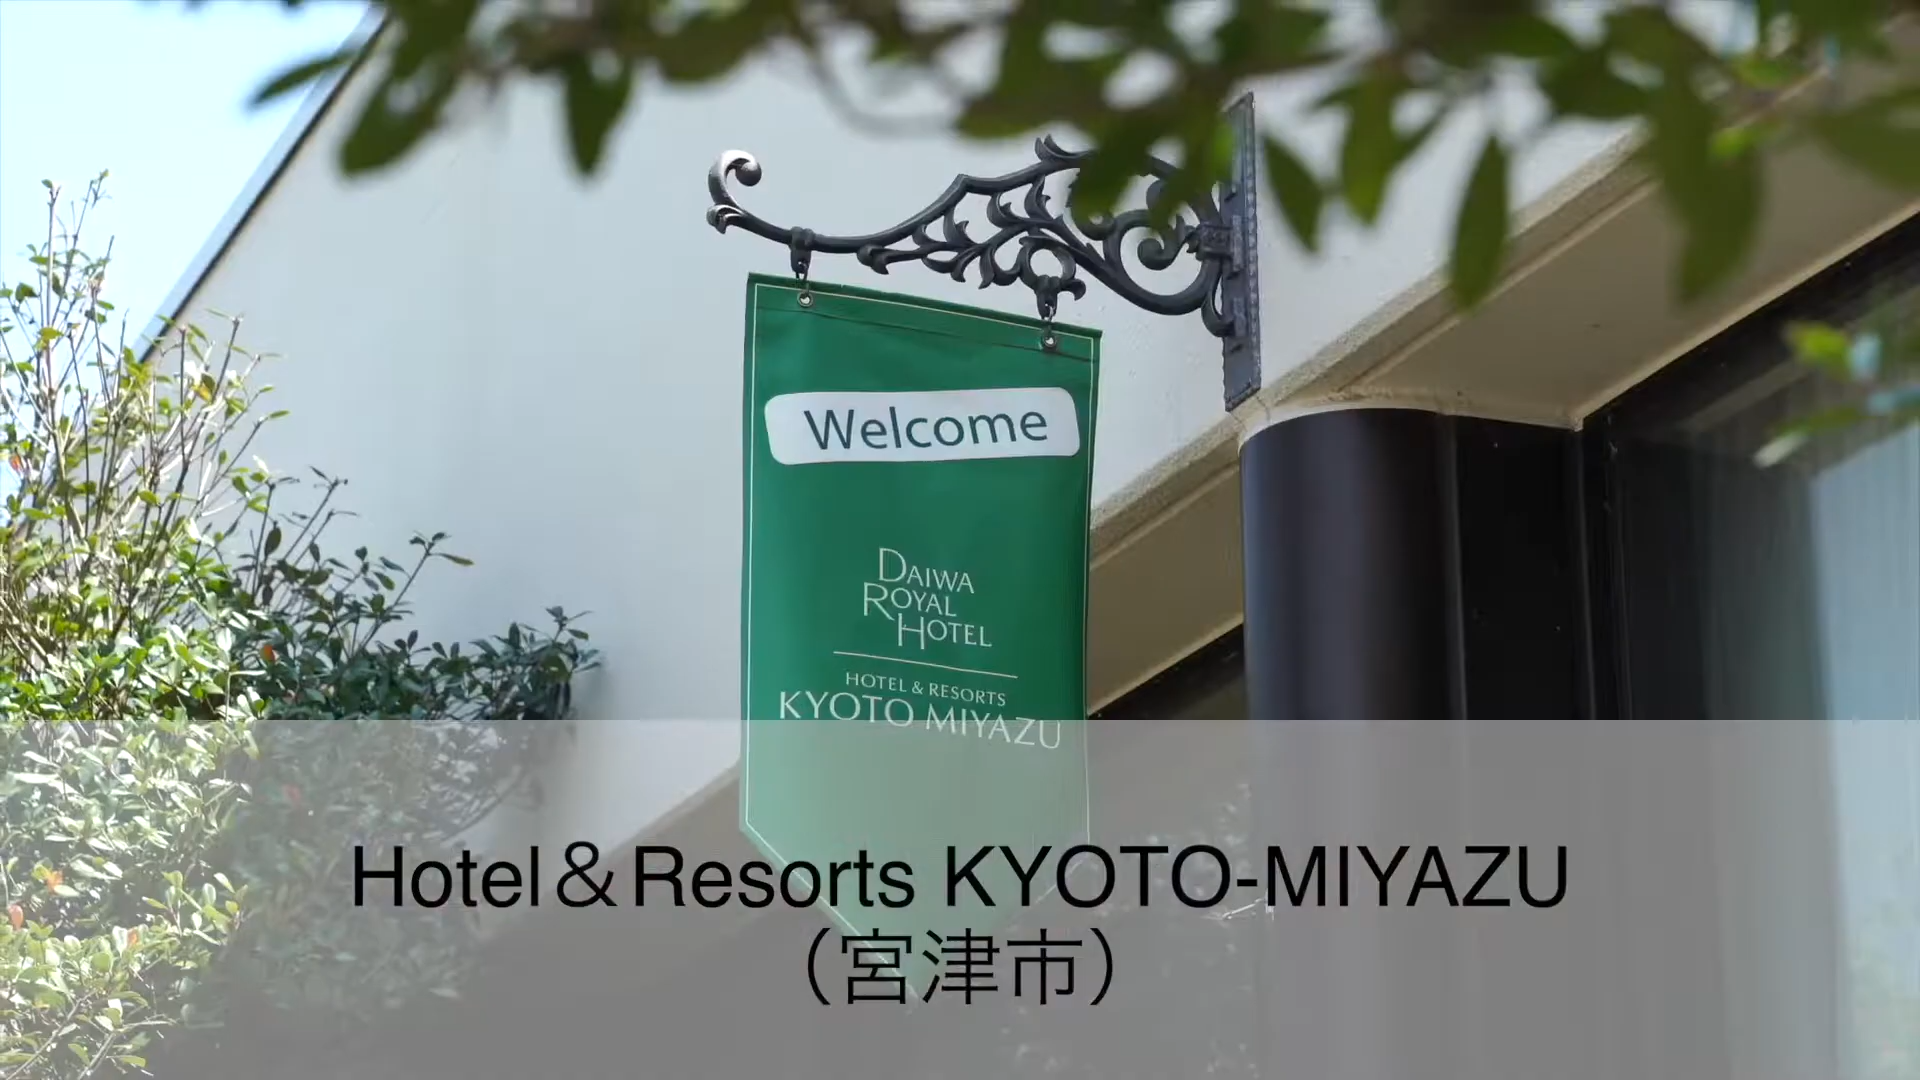 Welcome
DAIWA
ROYAL
HOTEL
HOTEL & RESORTS
KYOTO MIYAZU
Hotel＆Resorts KYOTO-MIYAZU
（宮津市）